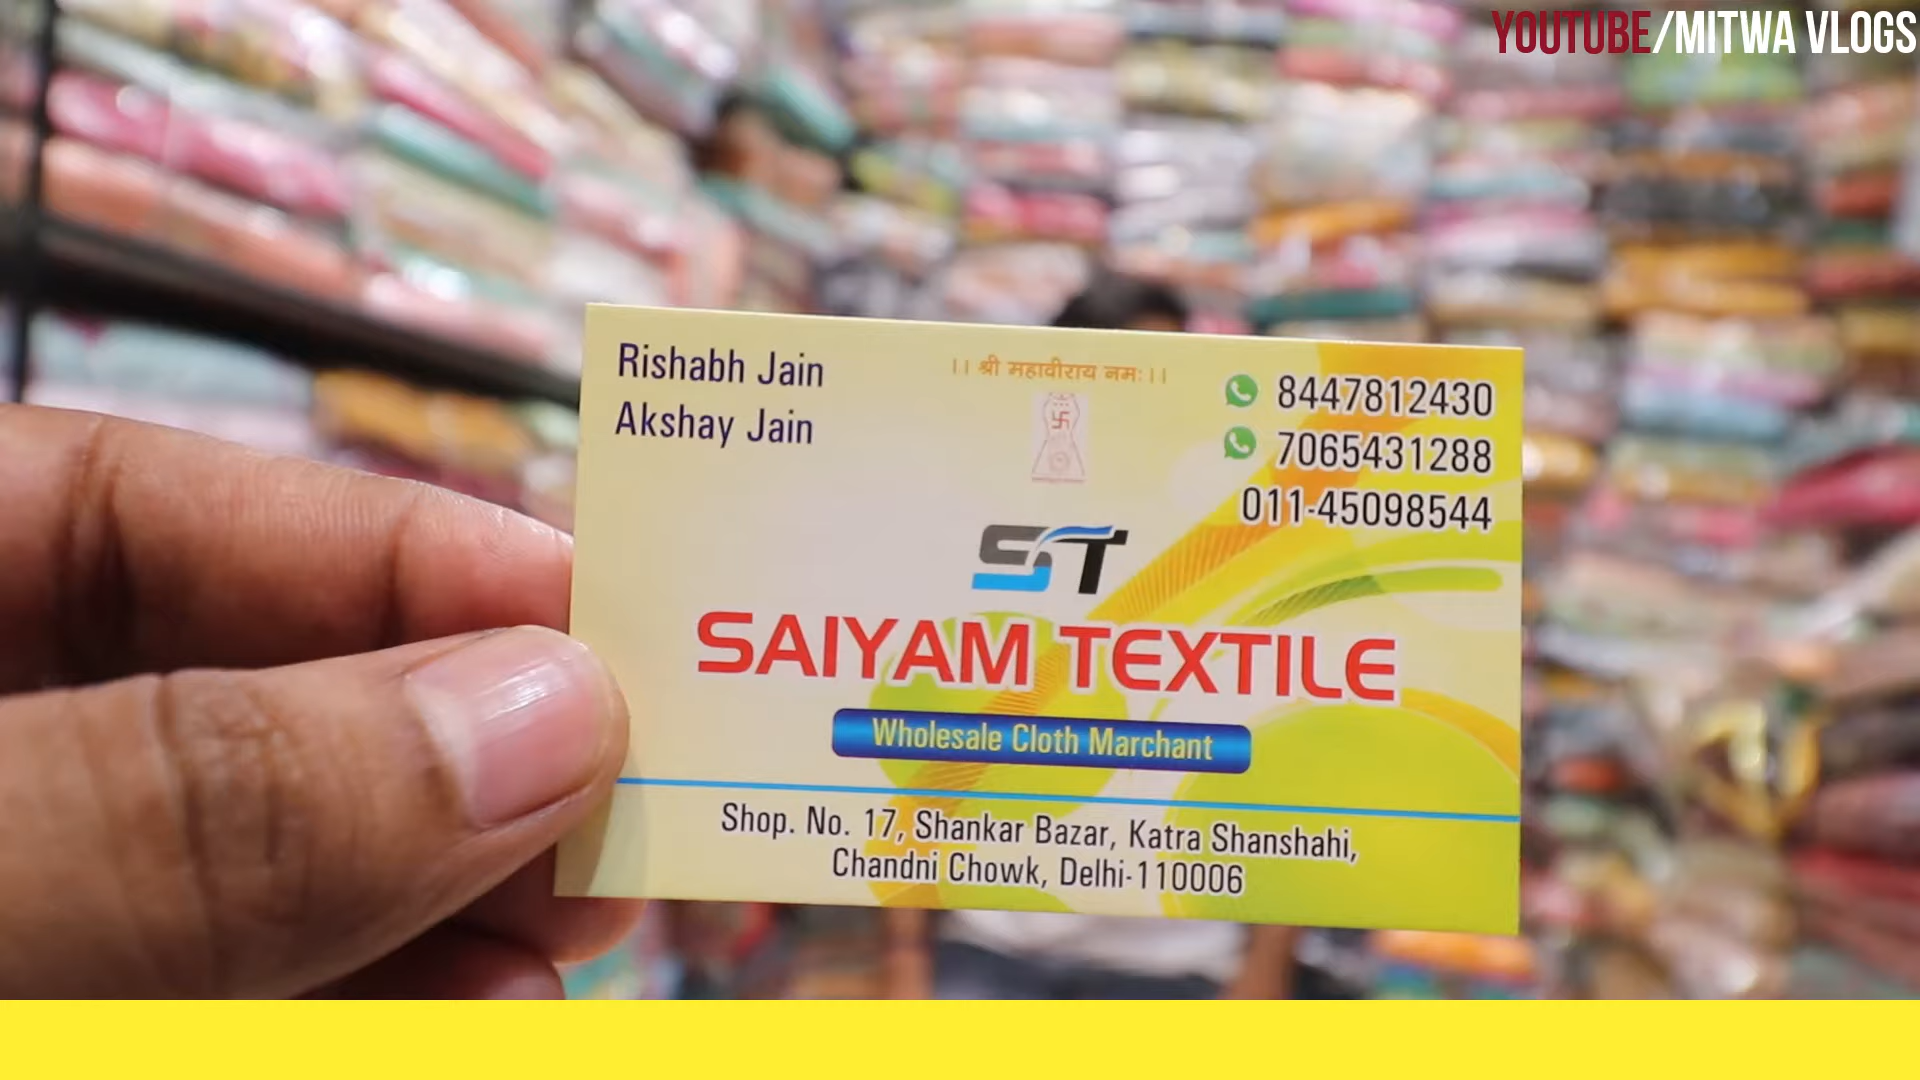 YOUTUBE/MITWA VLOGS
Rishabh Jain
Akshay Jain
।। श्री महावीराय नमः ।।
8447812430
7065431288
011-45098544
ST
SAIYAM TEXTILE
Wholesale Cloth Marchant
Shop. No. 17, Shankar Bazar, Katra Shanshahi,
Chandni Chowk, Delhi-110006